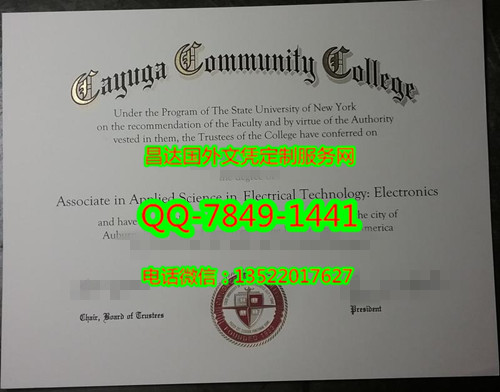 Cayuga Community College
Under the Program of The State University of New York
on the recommendation of the Faculty and by virtue of the Authority
vested in them, the Trustees of the College have conferred on
昌达国外文凭定制服务网
Associate in Applied Science in Electrical Technology: Electronics
and have the city of
QQ-7849-1441
Aubu merica
电话微信：13522017627
Chair, Board of Trustees
President